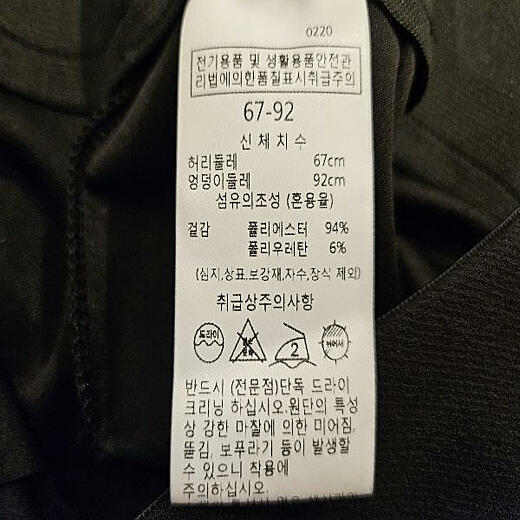 0220
전기용품 및 생활용품안전관
리법에의한품질표시취급주의
67-92
신체치수
허리둘레 67cm
엉덩이둘레 92cm
섬유의조성 (혼용율)
겉감 폴리에스터 94%
폴리우레탄 6%
(심지,상표,보강재,자수,장식 제외)
취급상주의사항
드라이
2
반드시 (전문점)단독 드라이
크리닝 하십시오.원단의 특성
상 강한 마찰에 의한 미어짐,
뜯김, 보푸라기 등이 발생할
수 있으니 착용에
주의하십시오.